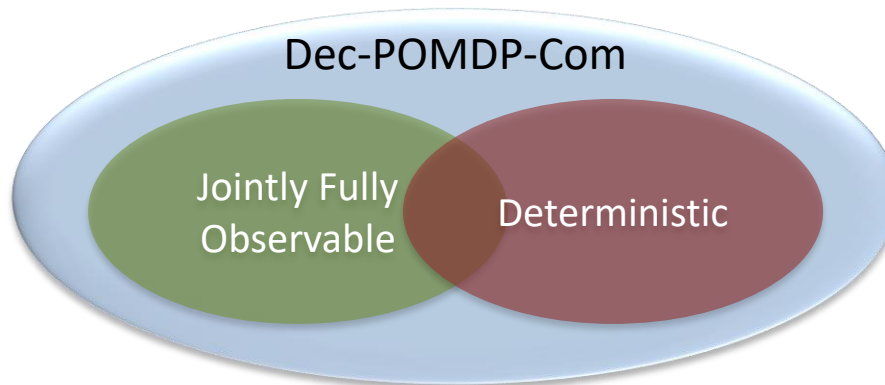 Dec-POMDP-Com
Jointly Fully
Observable
Deterministic